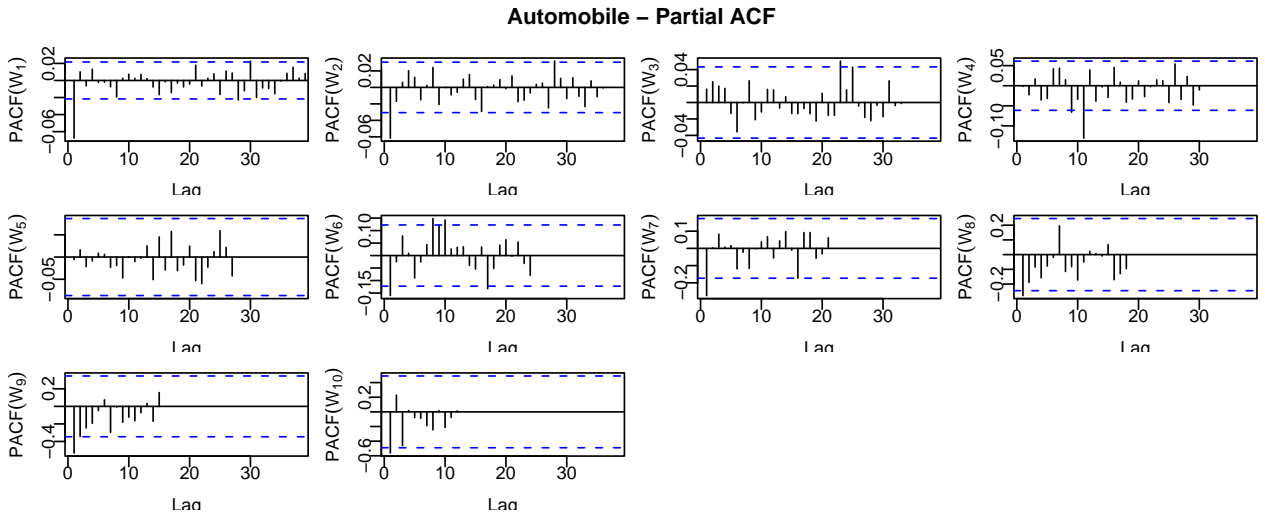 Automobile – Partial ACF
PACF(W1)
0.02
−0.06
0 10 20 30
Lag
PACF(W2)
0.02
−0.06
0 10 20 30
Lag
PACF(W3)
0.04
−0.04
0 10 20 30
Lag
PACF(W4)
0.05
−0.10
0 10 20 30
Lag
PACF(W5)
−0.05
0 10 20 30
Lag
PACF(W6)
0.10
−0.15
0 10 20 30
Lag
PACF(W7)
0.1
−0.2
0 10 20 30
Lag
PACF(W8)
0.2
−0.2
0 10 20 30
Lag
PACF(W9)
0.2
−0.4
0 10 20 30
Lag
PACF(W10)
0.2
−0.6
0 10 20 30
Lag